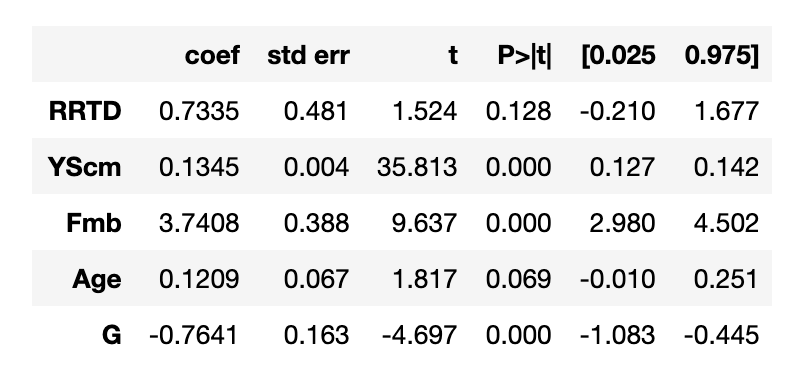 coef std err t P>|t| [0.025 0.975]
RRTD 0.7335 0.481 1.524 0.128 -0.210 1.677
YScm 0.1345 0.004 35.813 0.000 0.127 0.142
Fmb 3.7408 0.388 9.637 0.000 2.980 4.502
Age 0.1209 0.067 1.817 0.069 -0.010 0.251
G -0.7641 0.163 -4.697 0.000 -1.083 -0.445